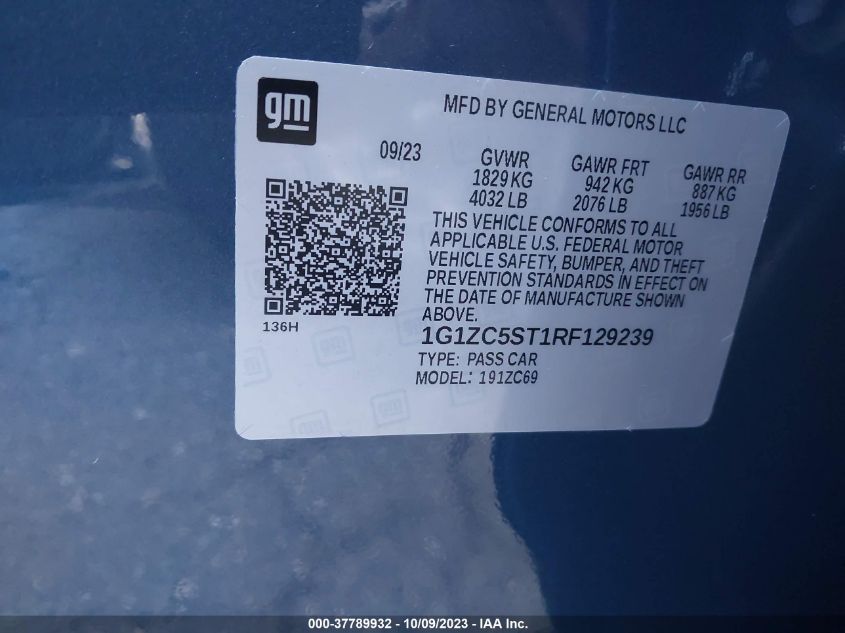 gm
MFD BY GENERAL MOTORS LLC
09/23
GVWR
1829 KG
4032 LB
GAWR FRT
942 KG
2076 LB
GAWR RR
887 KG
1956 LB
THIS VEHICLE CONFORMS TO ALL
APPLICABLE U.S. FEDERAL MOTOR
VEHICLE SAFETY, BUMPER, AND THEFT
PREVENTION STANDARDS IN EFFECT ON
THE DATE OF MANUFACTURE SHOWN
ABOVE.
136H
1G1ZC5ST1RF129239
TYPE: PASS CAR
MODEL: 191ZC69
000-37789932 - 10/09/2023 - IAA Inc.